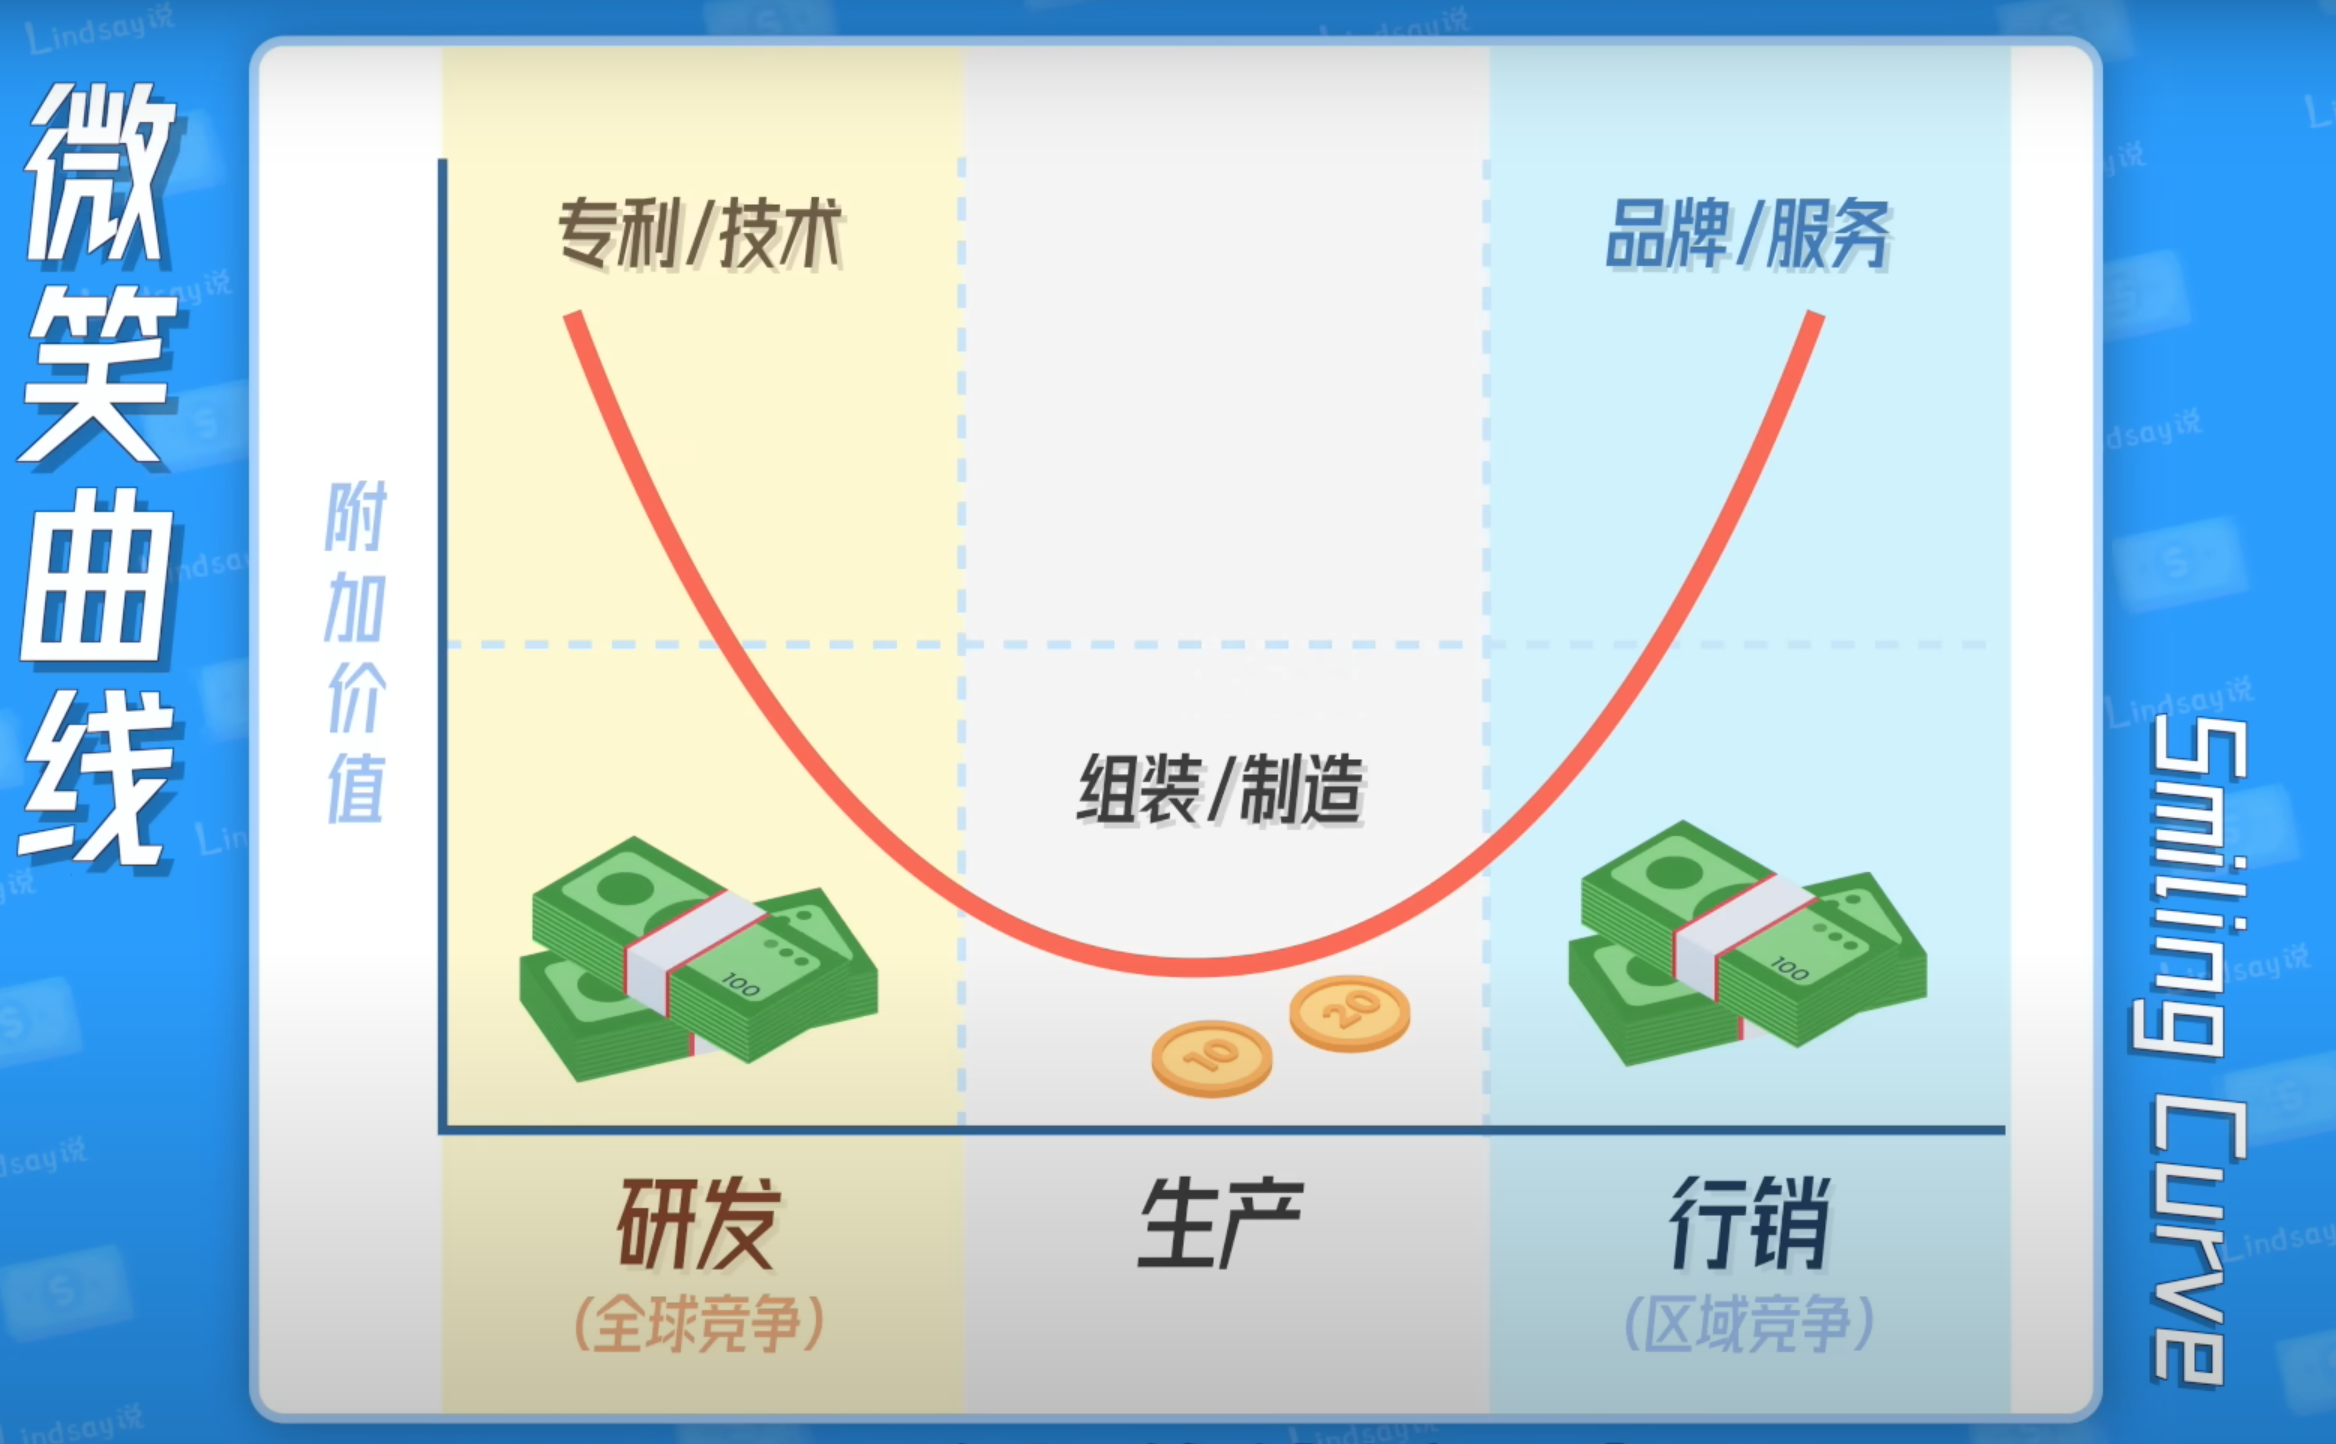 微笑曲线
附加价值
专利/技术
品牌/服务
组装/制造
100
10
20
100
研发
生产
行销
(全球竞争)
(区域竞争)
Smiling Curve
Lindsay说